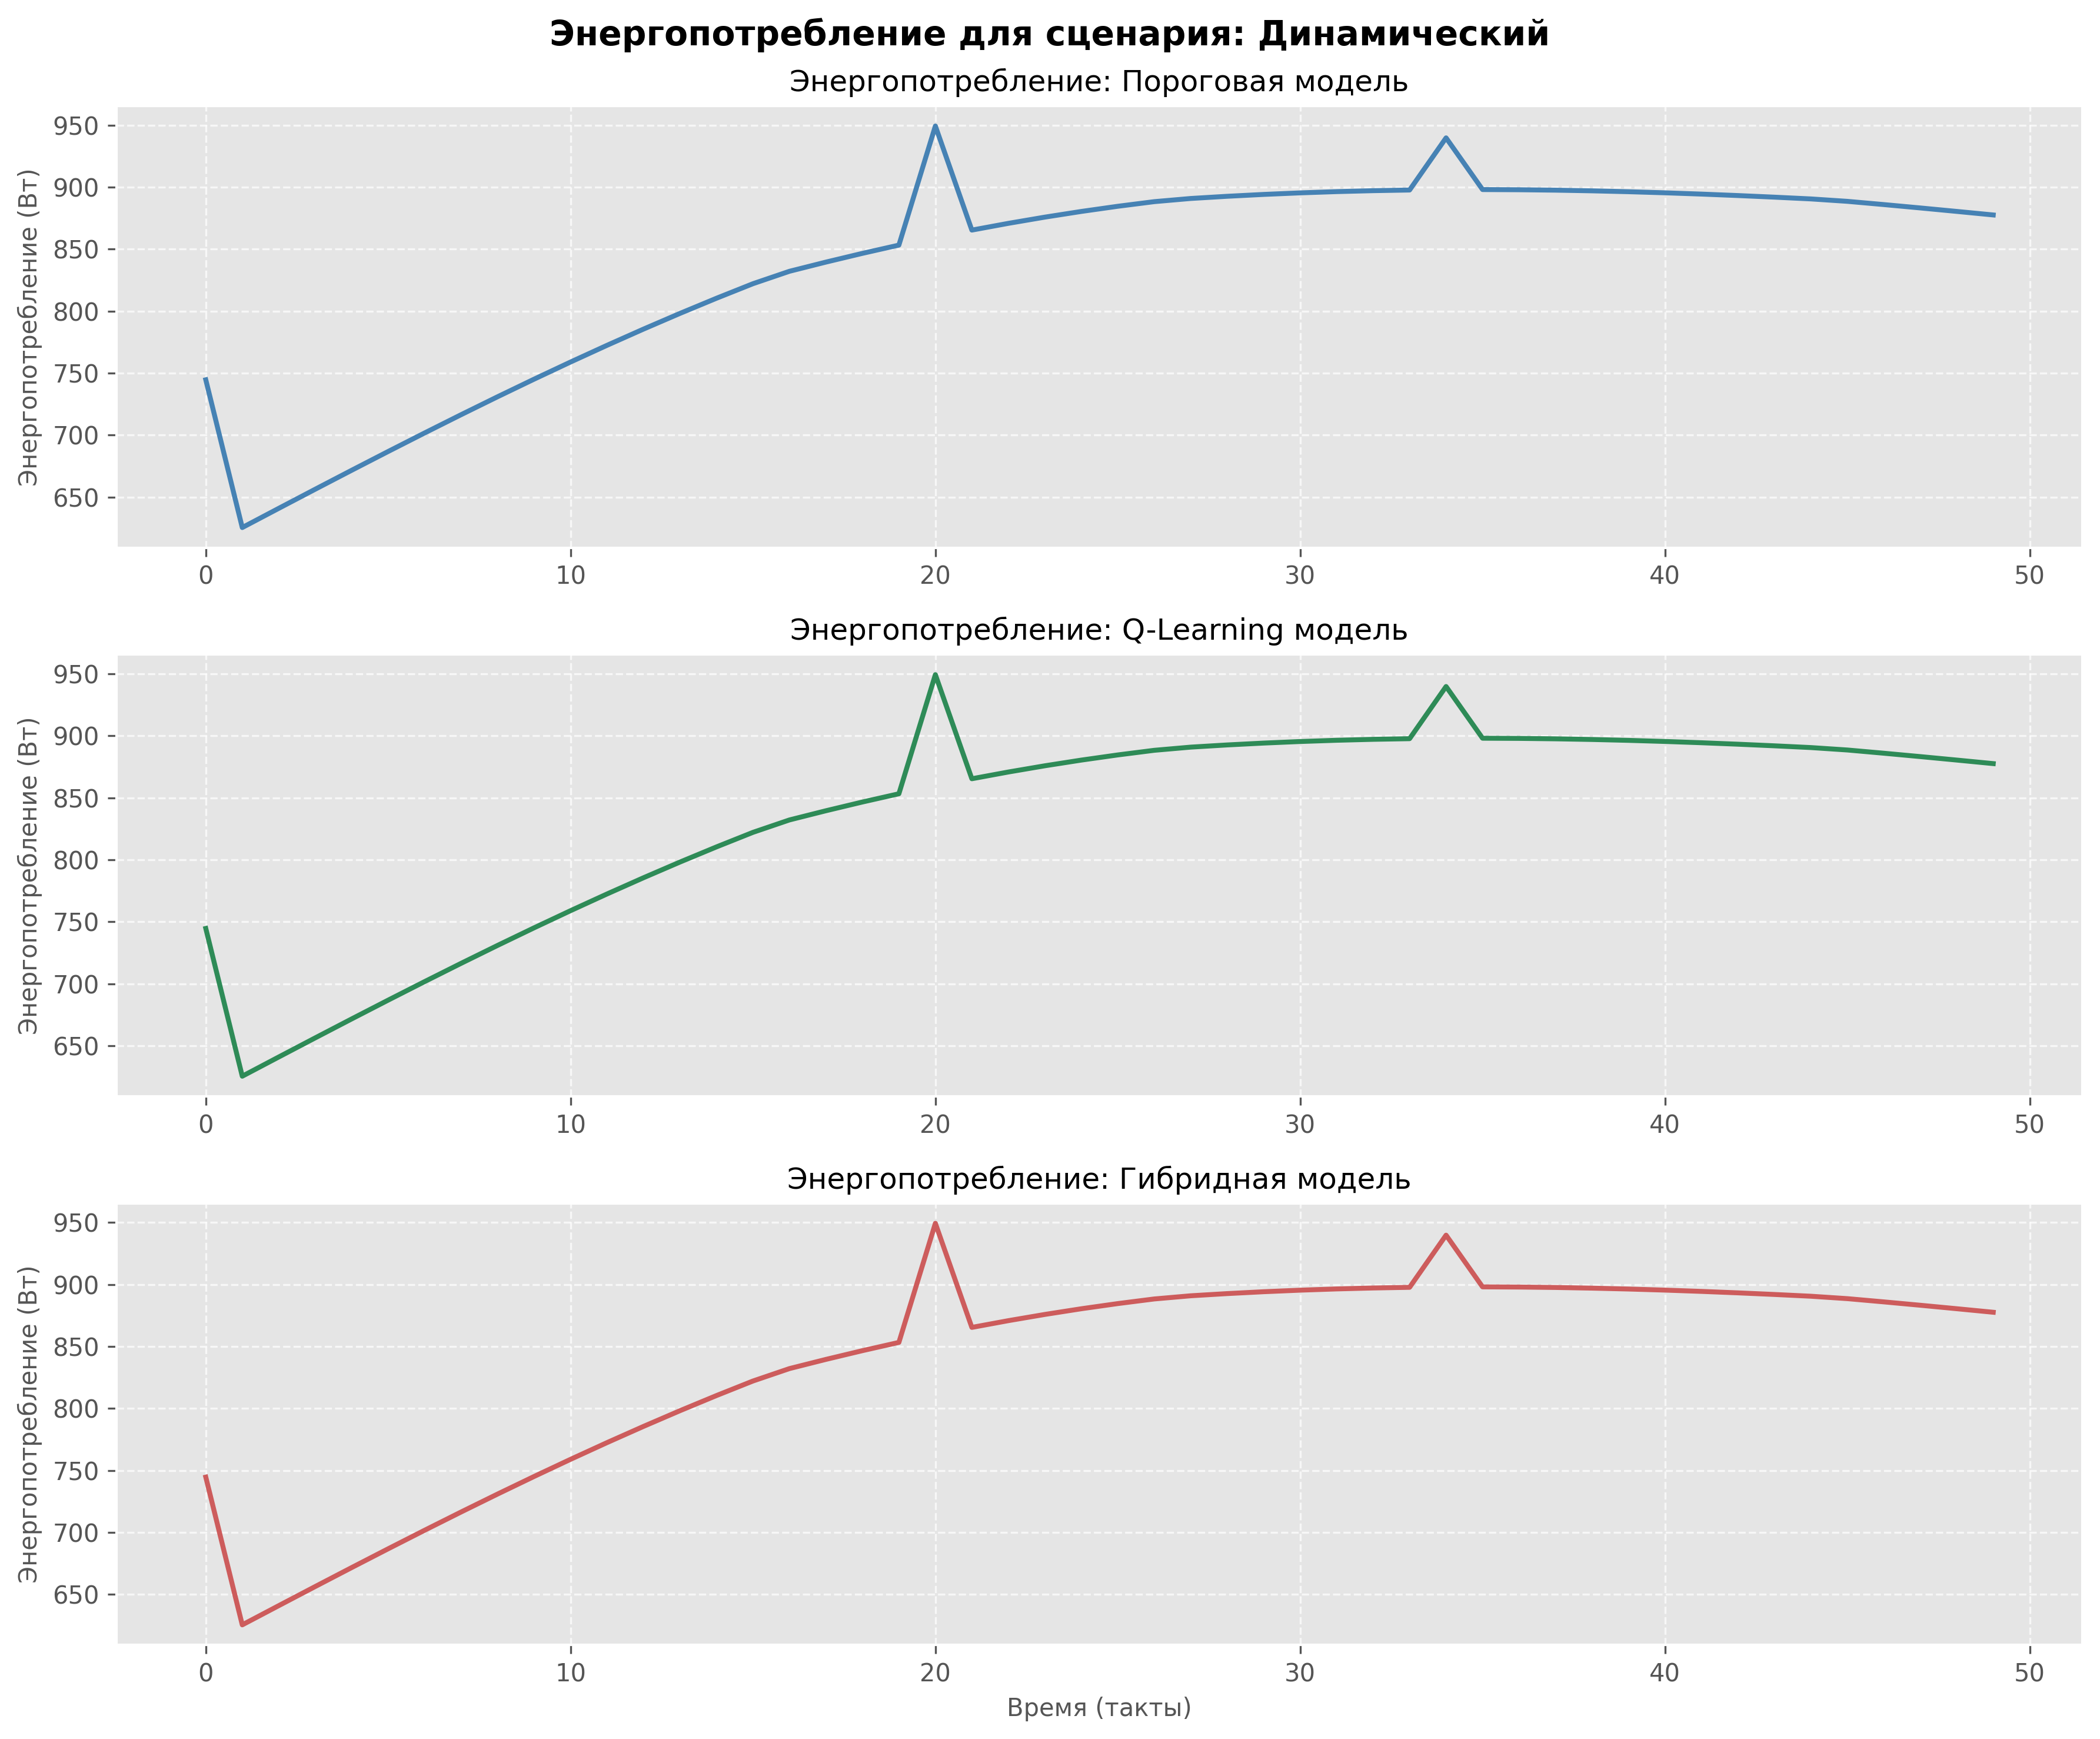 Энергопотребление для сценария: Динамический
Энергопотребление: Пороговая модель
Энергопотребление (Вт)
950
900
850
800
750
700
650
0 10 20 30 40 50
Энергопотребление: Q-Learning модель
Энергопотребление (Вт)
950
900
850
800
750
700
650
0 10 20 30 40 50
Энергопотребление: Гибридная модель
Энергопотребление (Вт)
950
900
850
800
750
700
650
0 10 20 30 40 50
Время (такты)